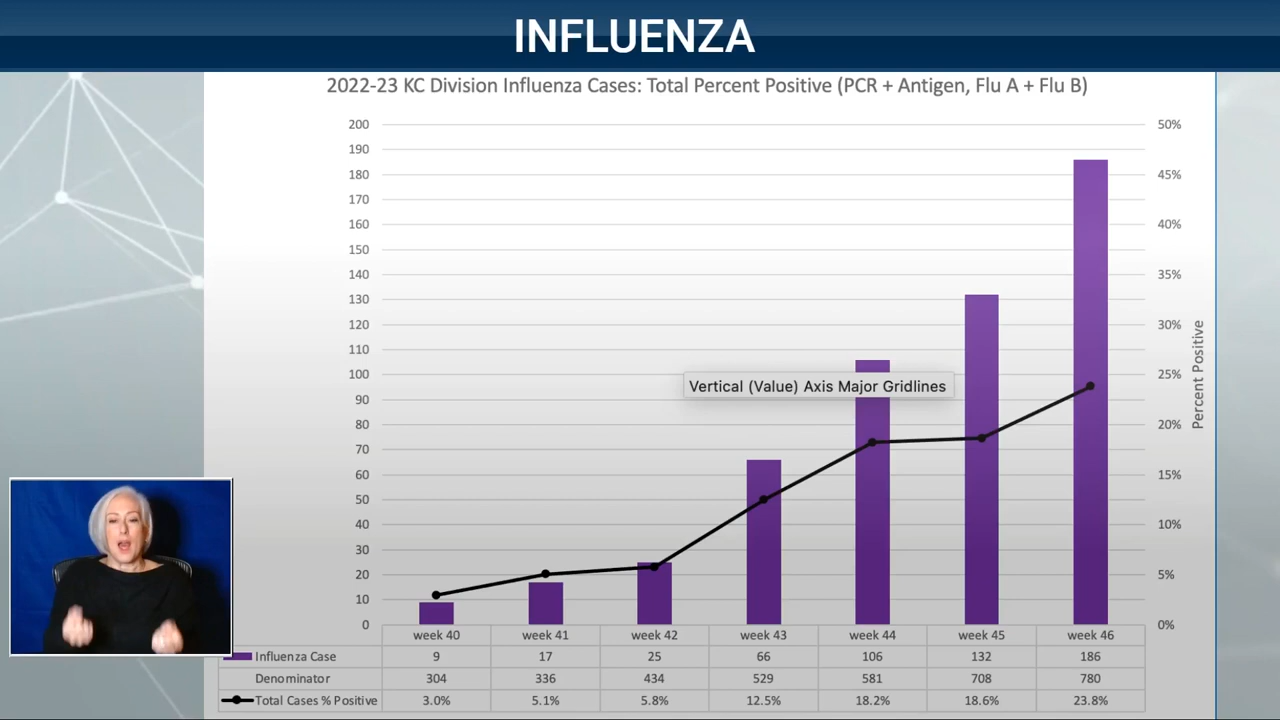 INFLUENZA
2022-23 KC Division Influenza Cases: Total Percent Positive (PCR + Antigen, Flu A + Flu B)
200 50%
190
180 45%
170
160 40%
150
140 35%
130
120 30%
110
100 25%
90
80 20%
70
60 15%
50
40 10%
30
20 5%
10
0 0%
Percent Positive
Vertical (Value) Axis Major Gridlines
week 40 week 41 week 42 week 43 week 44 week 45 week 46
Influenza Case 9 17 25 66 106 132 186
Denominator 304 336 434 529 581 708 780
Total Cases % Positive 3.0% 5.1% 5.8% 12.5% 18.2% 18.6% 23.8%